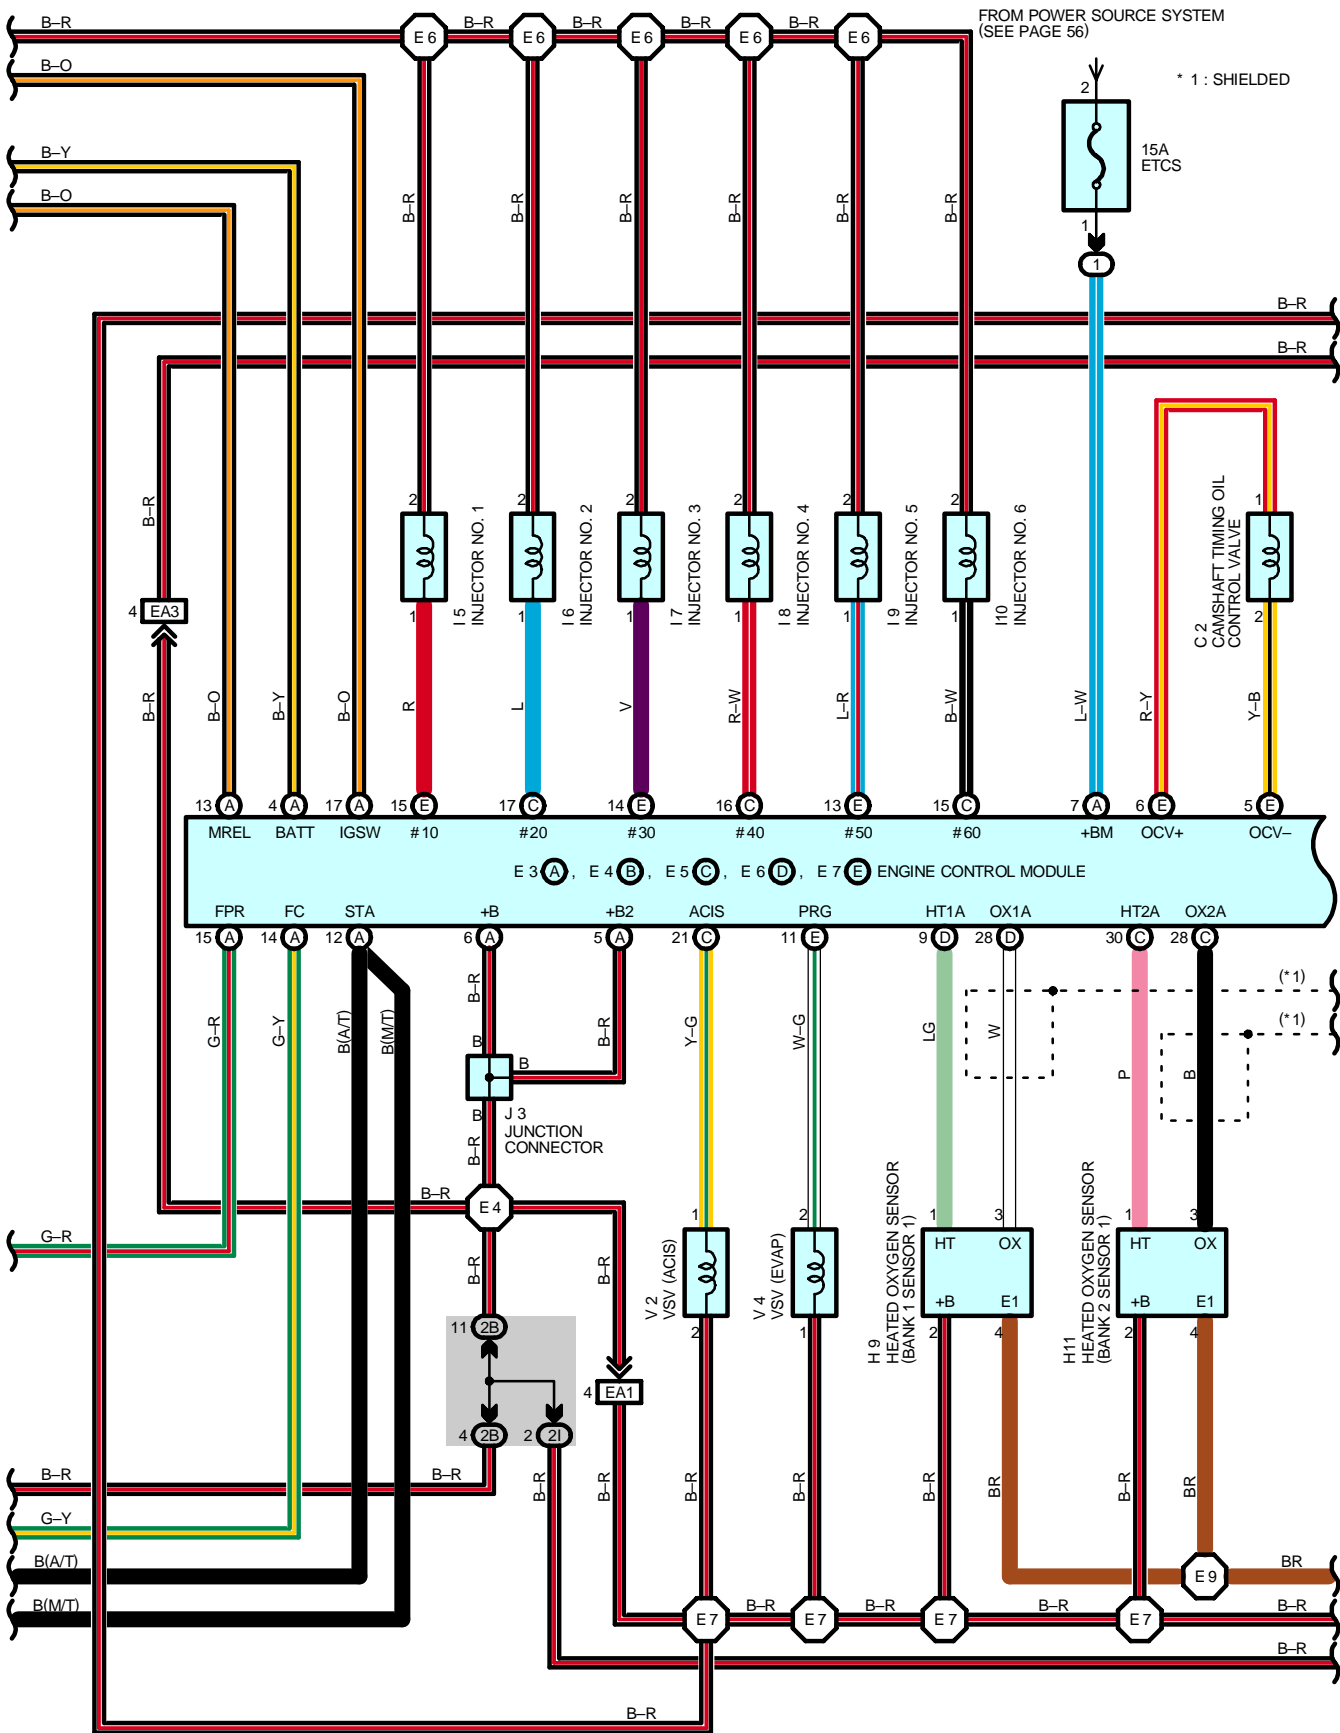 B–R
B–R
B–R
B–R
B–R
FROM POWER SOURCE SYSTEM
(SEE PAGE 56)
E 6
E 6
E 6
E 6
E 6
B–O
* 1 : SHIELDED
2
15A
ETCS
B–Y
B–O
B–R
B–R
B–R
B–R
B–R
B–R
1
1
B–R
B–R
B–R
2
2
2
2
2
2
1
I 5
INJECTOR NO. 1
I 6
INJECTOR NO. 2
I 7
INJECTOR NO. 3
I 8
INJECTOR NO. 4
I 9
INJECTOR NO. 5
I10
INJECTOR NO. 6
C 2
CAMSHAFT TIMING OIL
CONTROL VALVE
4 EA3
1
1
1
1
1
1
2
B–R
B–O
B–Y
B–O
R
L
V
R–W
L–R
B–W
L–W
R–Y
Y–B
13 A
4 A
17 A
15 E
17 C
14 E
16 C
13 E
15 C
7 A
6 E
5 E
MREL
BATT
IGSW
#10
#20
#30
#40
#50
#60
+BM
OCV+
OCV–
E 3 A , E 4 B , E 5 C , E 6 D , E 7 E ENGINE CONTROL MODULE
FPR
FC
STA
+B
+B2
ACIS
PRG
HT1A
OX1A
HT2A
OX2A
15 A
14 A
12 A
6 A
5 A
21 C
11 E
9 D
28 D
30 C
28 C
G–R
G–Y
B(A/T)
B(M/T)
B–R
B–R
Y–G
W–G
LG
W
P
B
(*1)
(*1)
B
B
B
J 3
JUNCTION
CONNECTOR
B–R
B–R
E 4
G–R
B–R
B–R
1
2
1
3
1
3
V 2
VSV (ACIS)
V 4
VSV (EVAP)
H 9
HEATED OXYGEN SENSOR
(BANK 1 SENSOR 1)
H11
HEATED OXYGEN SENSOR
(BANK 2 SENSOR 1)
HT
OX
HT
OX
+B
E1
+B
E1
2
1
2
4
2
4
11 2B
4 EA1
4 2B
2 2I
B–R
B–R
B–R
B–R
B–R
B–R
B–R
BR
B–R
BR
G–Y
B(A/T)
E 9
BR
B(M/T)
E 7
B–R
E 7
B–R
E 7
B–R
E 7
B–R
B–R
B–R